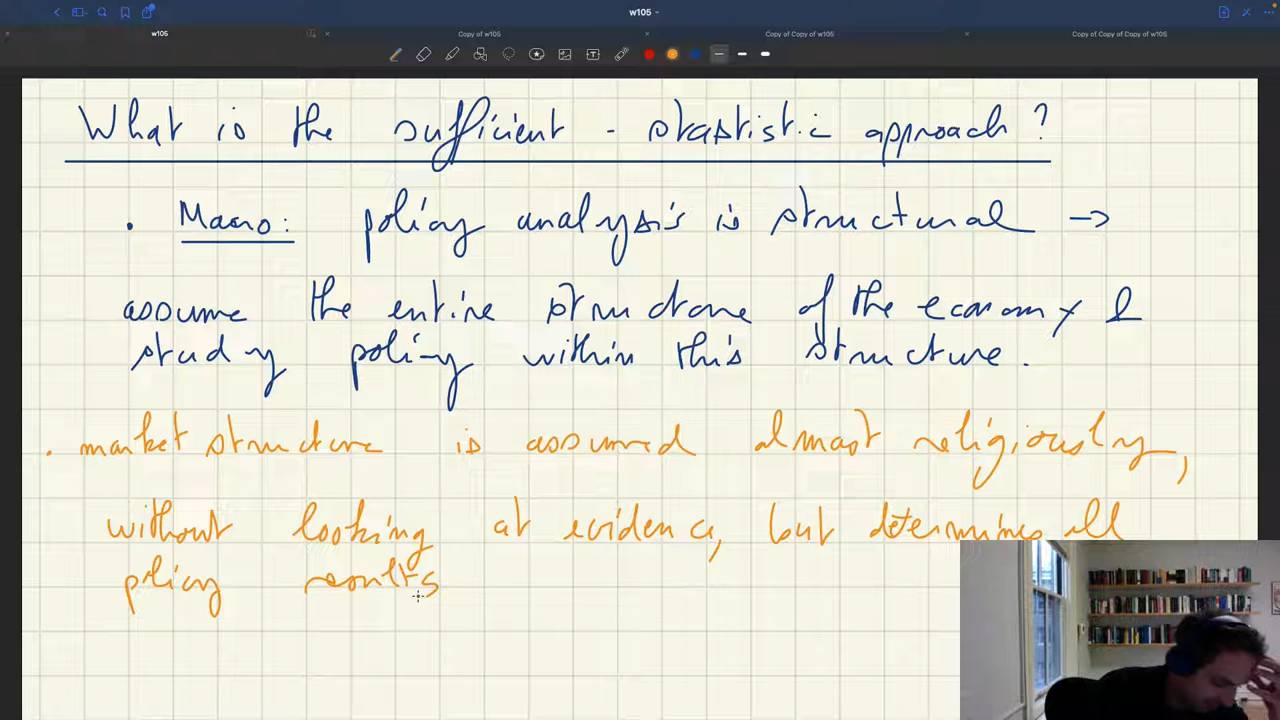 w105
w105
Copy of w105
Copy of Copy of w105
Copy of Copy of Copy of w105
What is the sufficient - staptistic approach?
. Macro: policy analysis is structural →
assume the entire structure of the economy &
study policy within this structure.
. market structure is assumed almost religiously,
without looking at evidence, but determines all
policy results